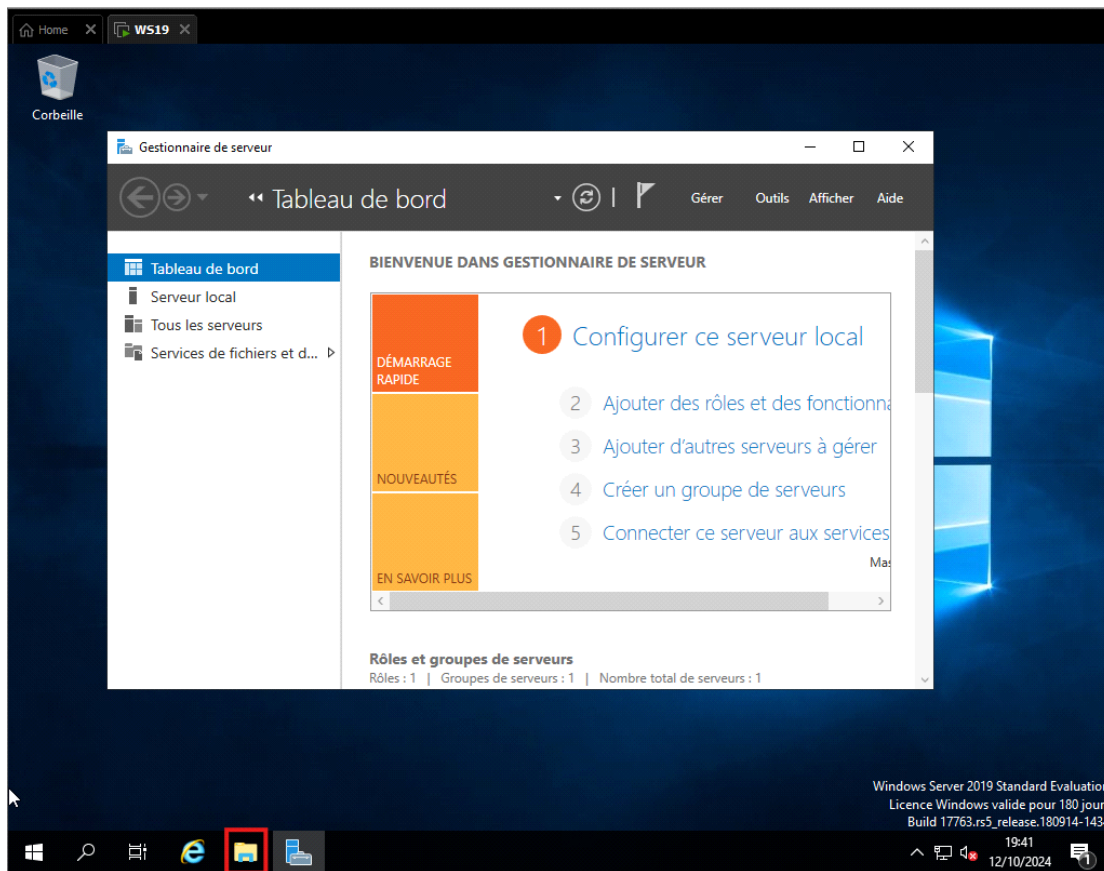 Home
WS19
Corbeille
Gestionnaire de serveur
Tableau de bord
Gérer Outils Afficher Aide
Tableau de bord
Serveur local
Tous les serveurs
Services de fichiers et d...
BIENVENUE DANS GESTIONNAIRE DE SERVEUR
DÉMARRAGE
RAPIDE
NOUVEAUTÉS
EN SAVOIR PLUS
1 Configurer ce serveur local
2 Ajouter des rôles et des fonctionna
3 Ajouter d'autres serveurs à gérer
4 Créer un groupe de serveurs
5 Connecter ce serveur aux services
Mas
Rôles et groupes de serveurs
Rôles : 1 | Groupes de serveurs : 1 | Nombre total de serveurs : 1
Windows Server 2019 Standard Evaluation
Licence Windows valide pour 180 jour
Build 17763.rs5_release.180914-143
19:41
12/10/2024
1